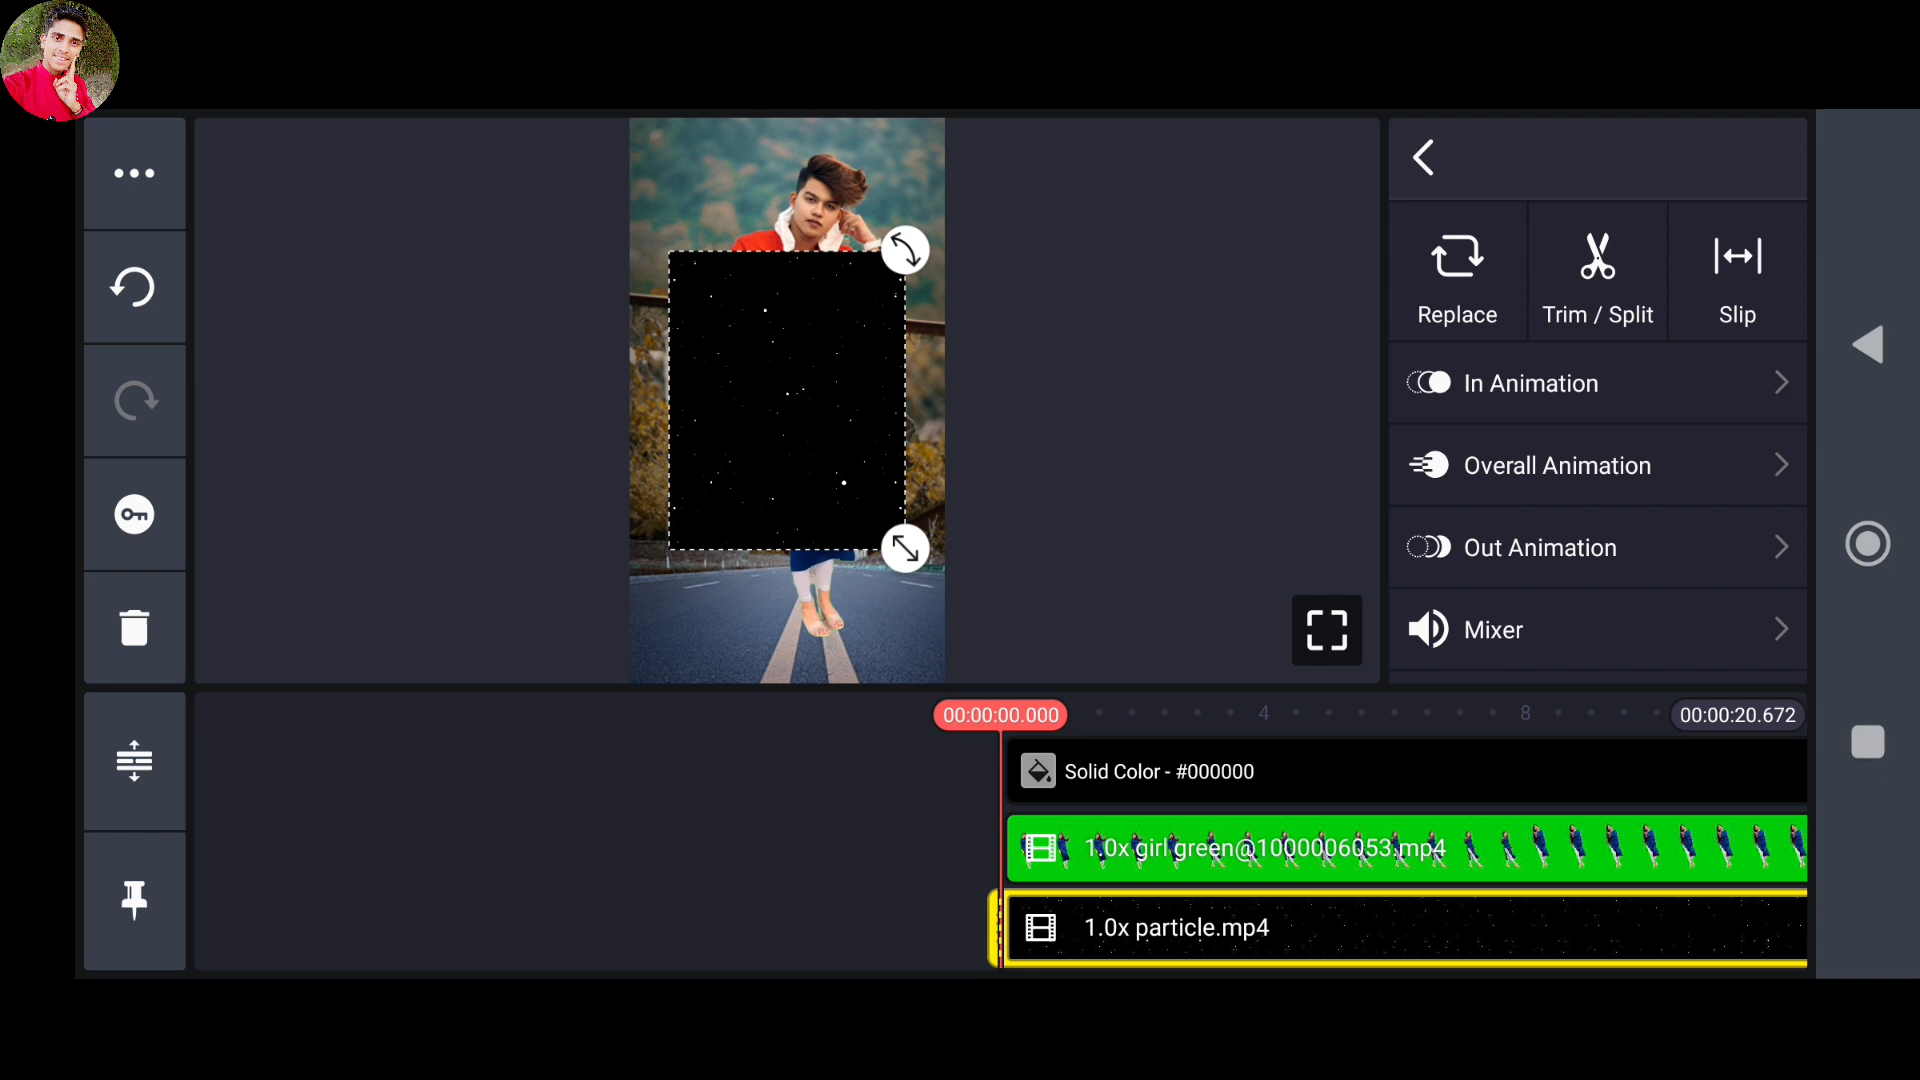 Replace
Trim / Split
Slip
In Animation
Overall Animation
Out Animation
Mixer
00:00:00.000
4
8
00:00:20.672
Solid Color - #000000
1.0x girl green@1000006053.mp4
1.0x particle.mp4